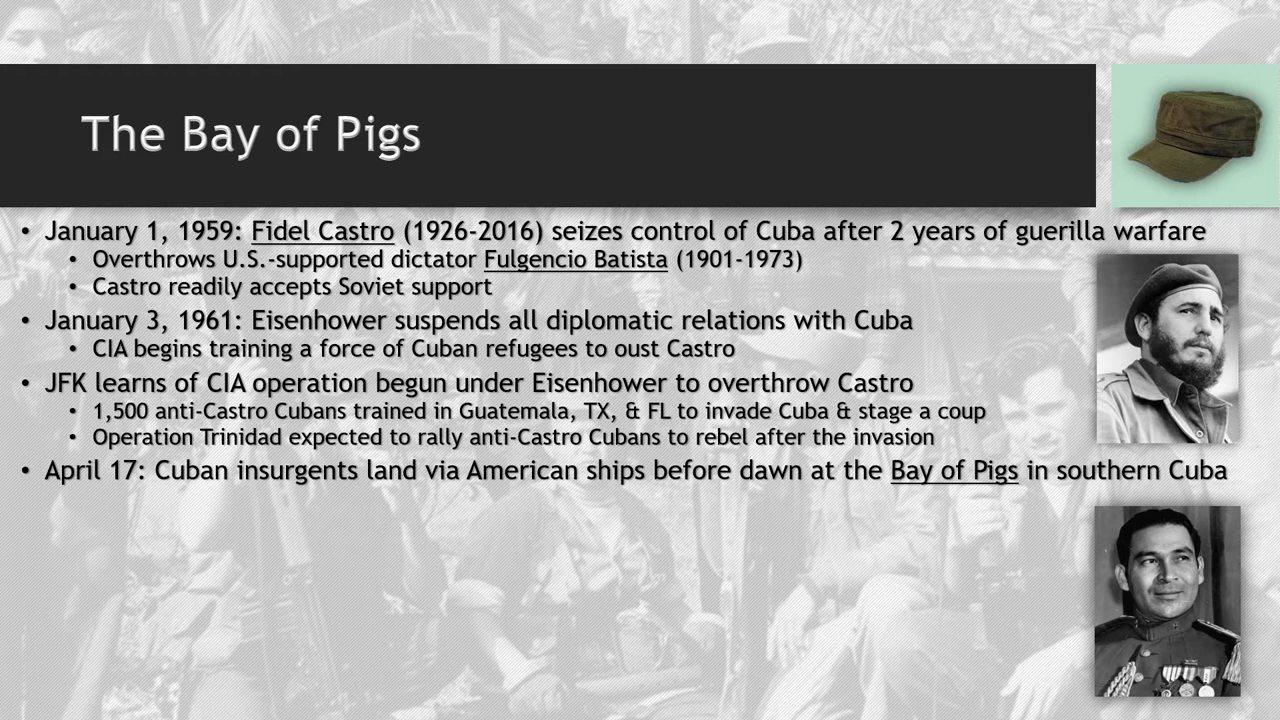 The Bay of Pigs
• January 1, 1959: Fidel Castro (1926-2016) seizes control of Cuba after 2 years of guerilla warfare
• Overthrows U.S.-supported dictator Fulgencio Batista (1901-1973)
• Castro readily accepts Soviet support
• January 3, 1961: Eisenhower suspends all diplomatic relations with Cuba
• CIA begins training a force of Cuban refugees to oust Castro
• JFK learns of CIA operation begun under Eisenhower to overthrow Castro
• 1,500 anti-Castro Cubans trained in Guatemala, TX, & FL to invade Cuba & stage a coup
• Operation Trinidad expected to rally anti-Castro Cubans to rebel after the invasion
• April 17: Cuban insurgents land via American ships before dawn at the Bay of Pigs in southern Cuba